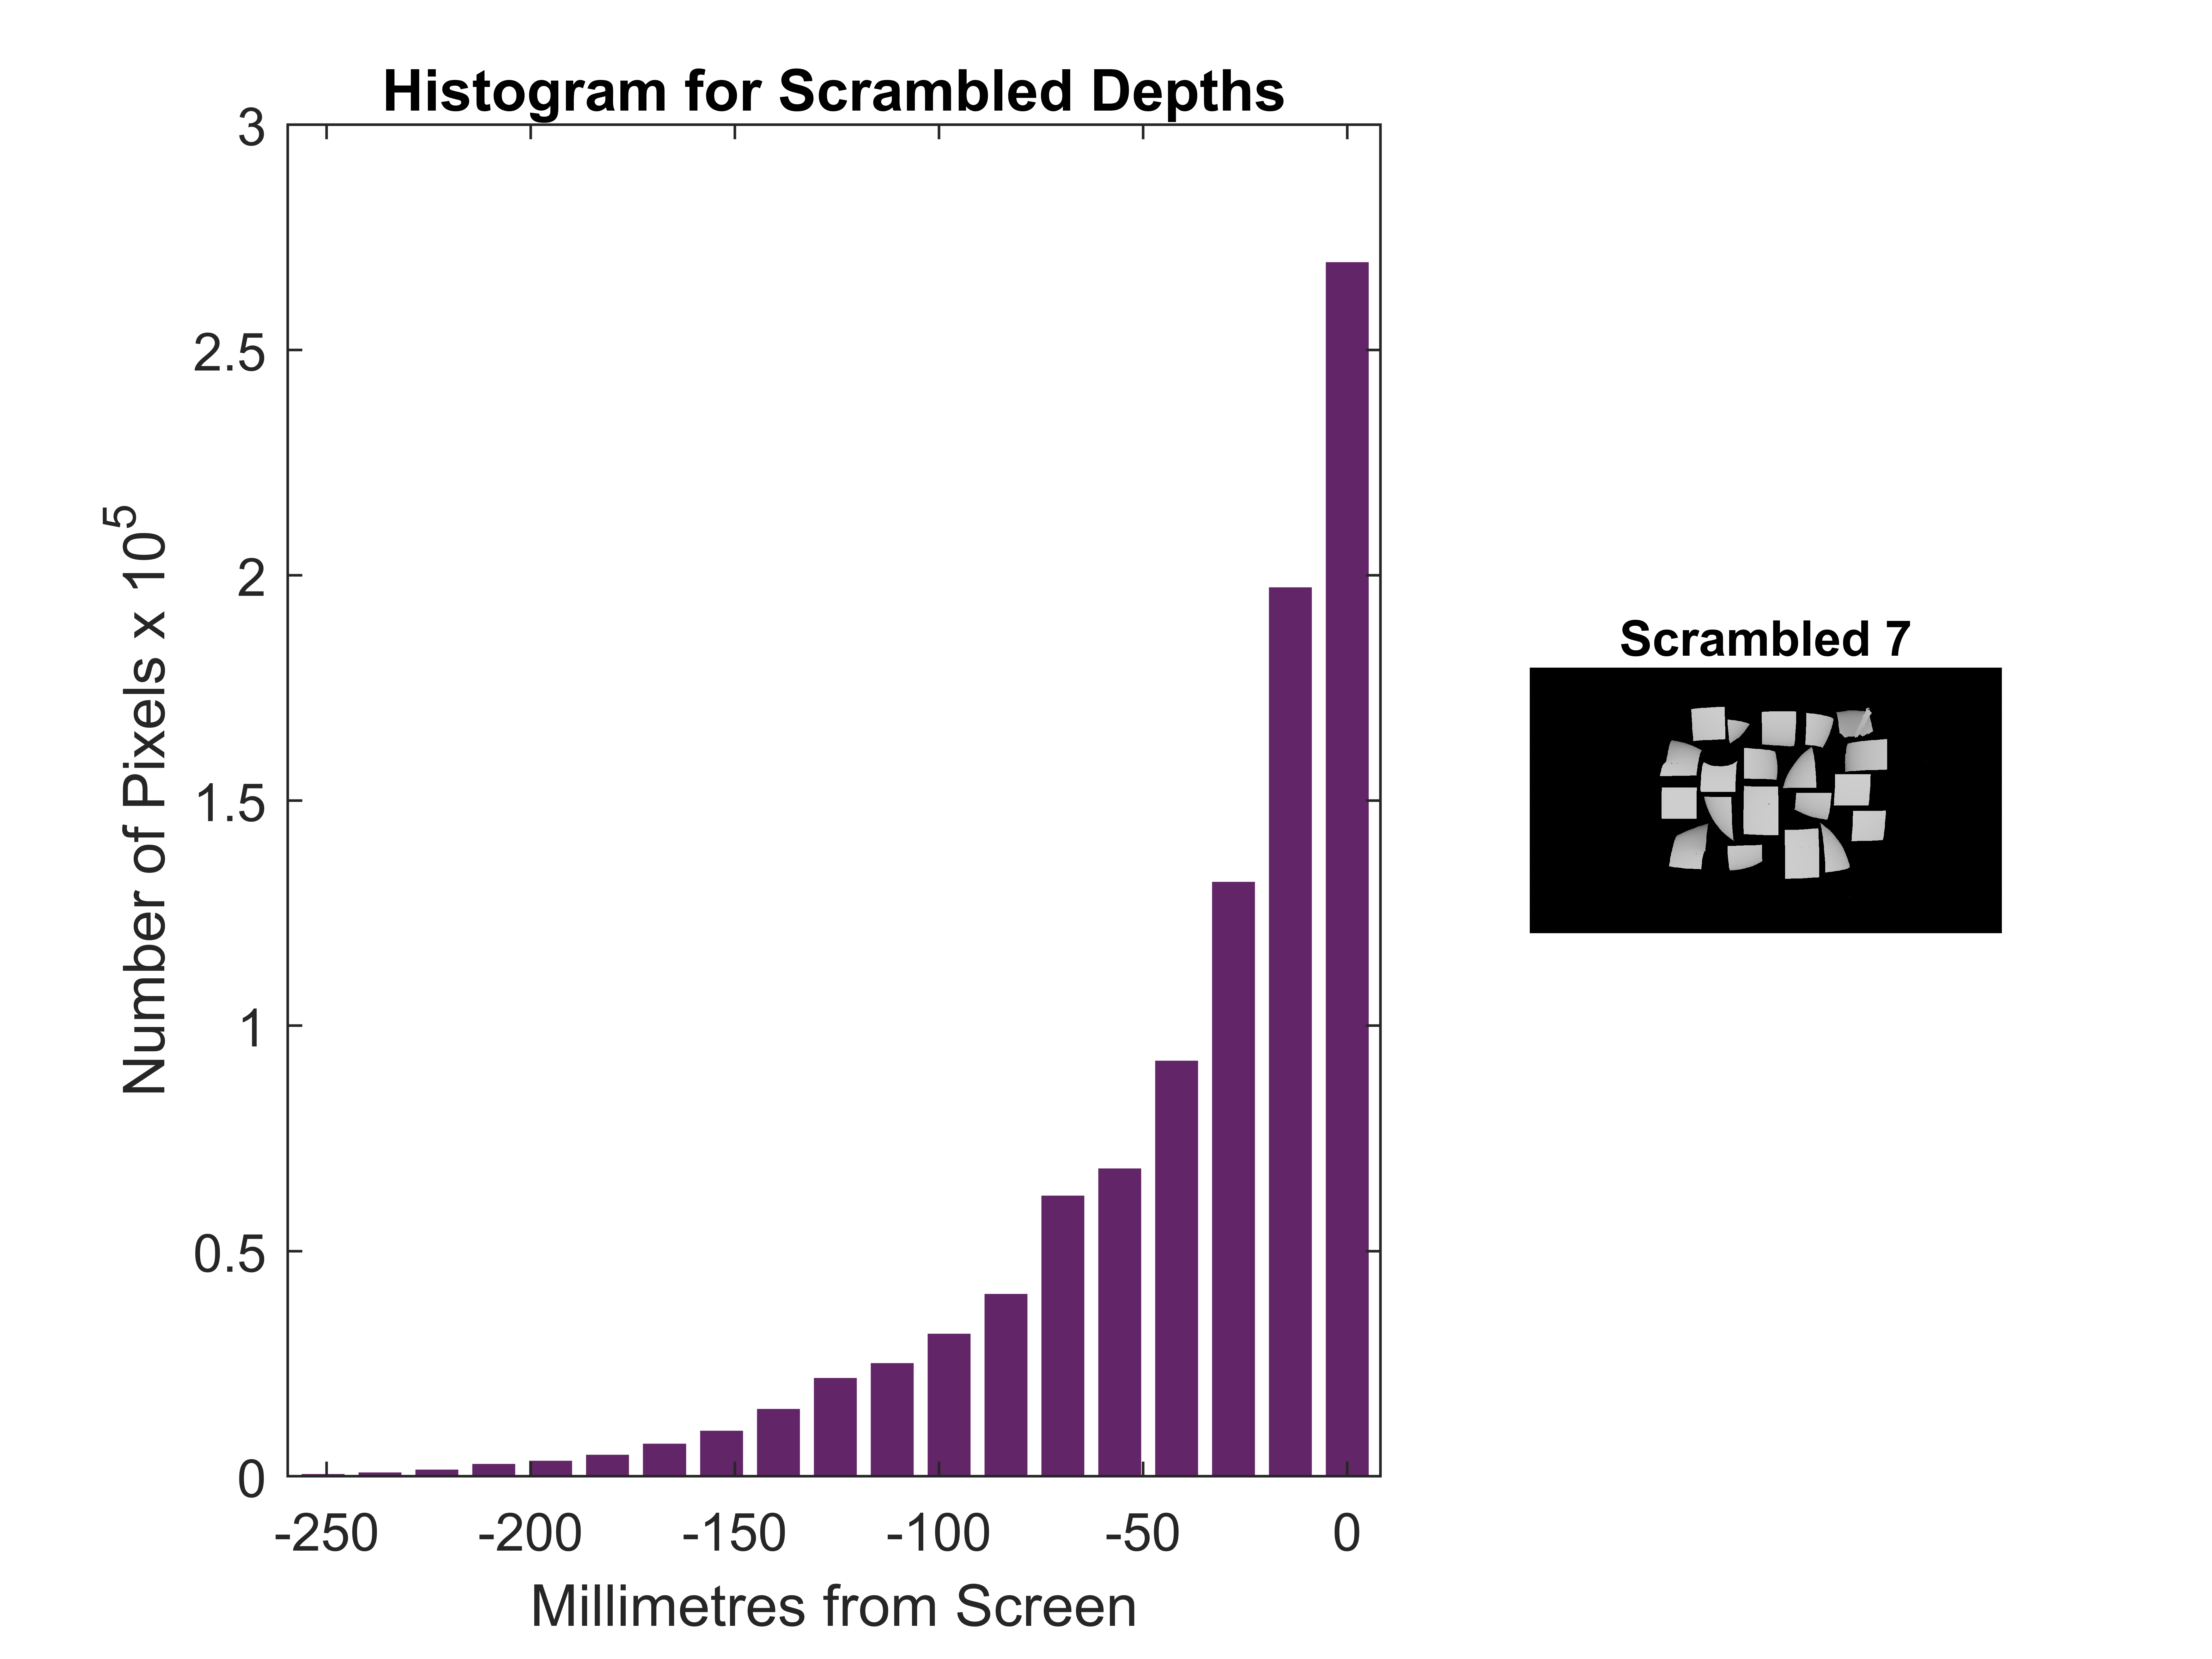 Histogram for Scrambled Depths
3
2.5
2
1.5
1
0.5
0
Number of Pixels x 10^5
-250 -200 -150 -100 -50 0
Millimetres from Screen
Scrambled 7